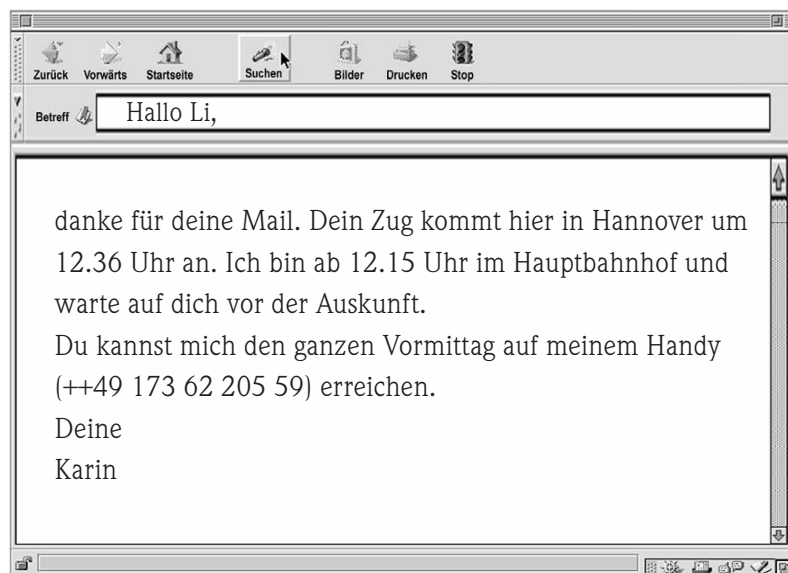 Zurück Vorwärts Startseite Suchen Bilder Drucken Stop
Betreff Hallo Li,
danke für deine Mail. Dein Zug kommt hier in Hannover um
12.36 Uhr an. Ich bin ab 12.15 Uhr im Hauptbahnhof und
warte auf dich vor der Auskunft.
Du kannst mich den ganzen Vormittag auf meinem Handy
(++49 173 62 205 59) erreichen.
Deine
Karin